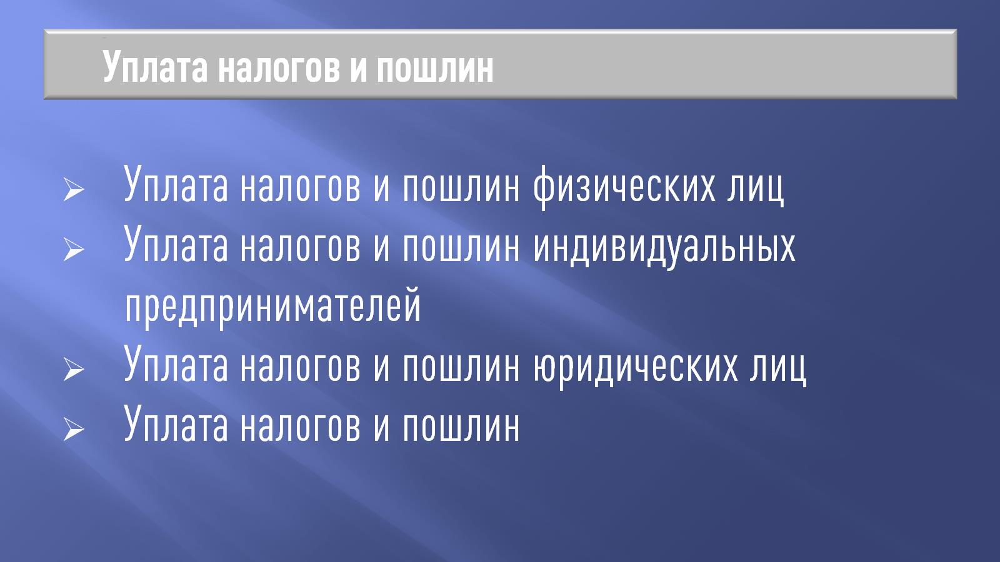 Уплата налогов и пошлин
Уплата налогов и пошлин физических лиц
Уплата налогов и пошлин индивидуальных
предпринимателей
Уплата налогов и пошлин юридических лиц
Уплата налогов и пошлин